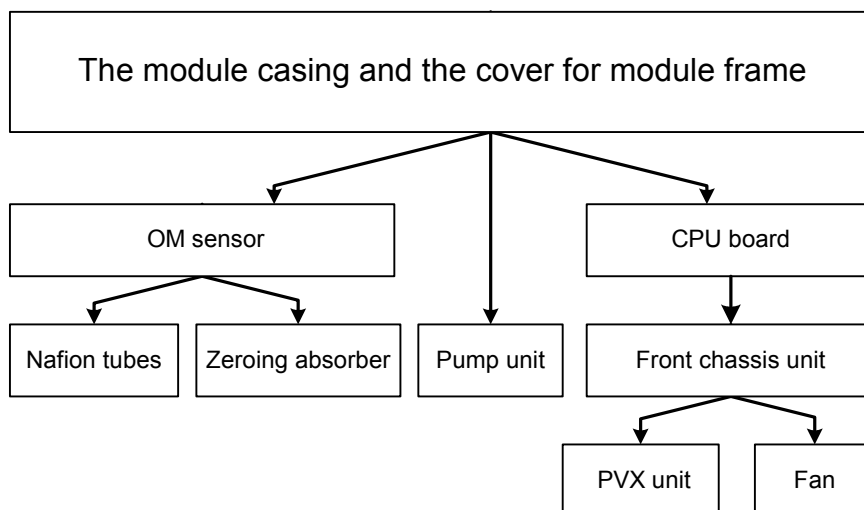 The module casing and the cover for module frame
OM sensor
CPU board
Nafion tubes
Zeroing absorber
Pump unit
Front chassis unit
PVX unit
Fan